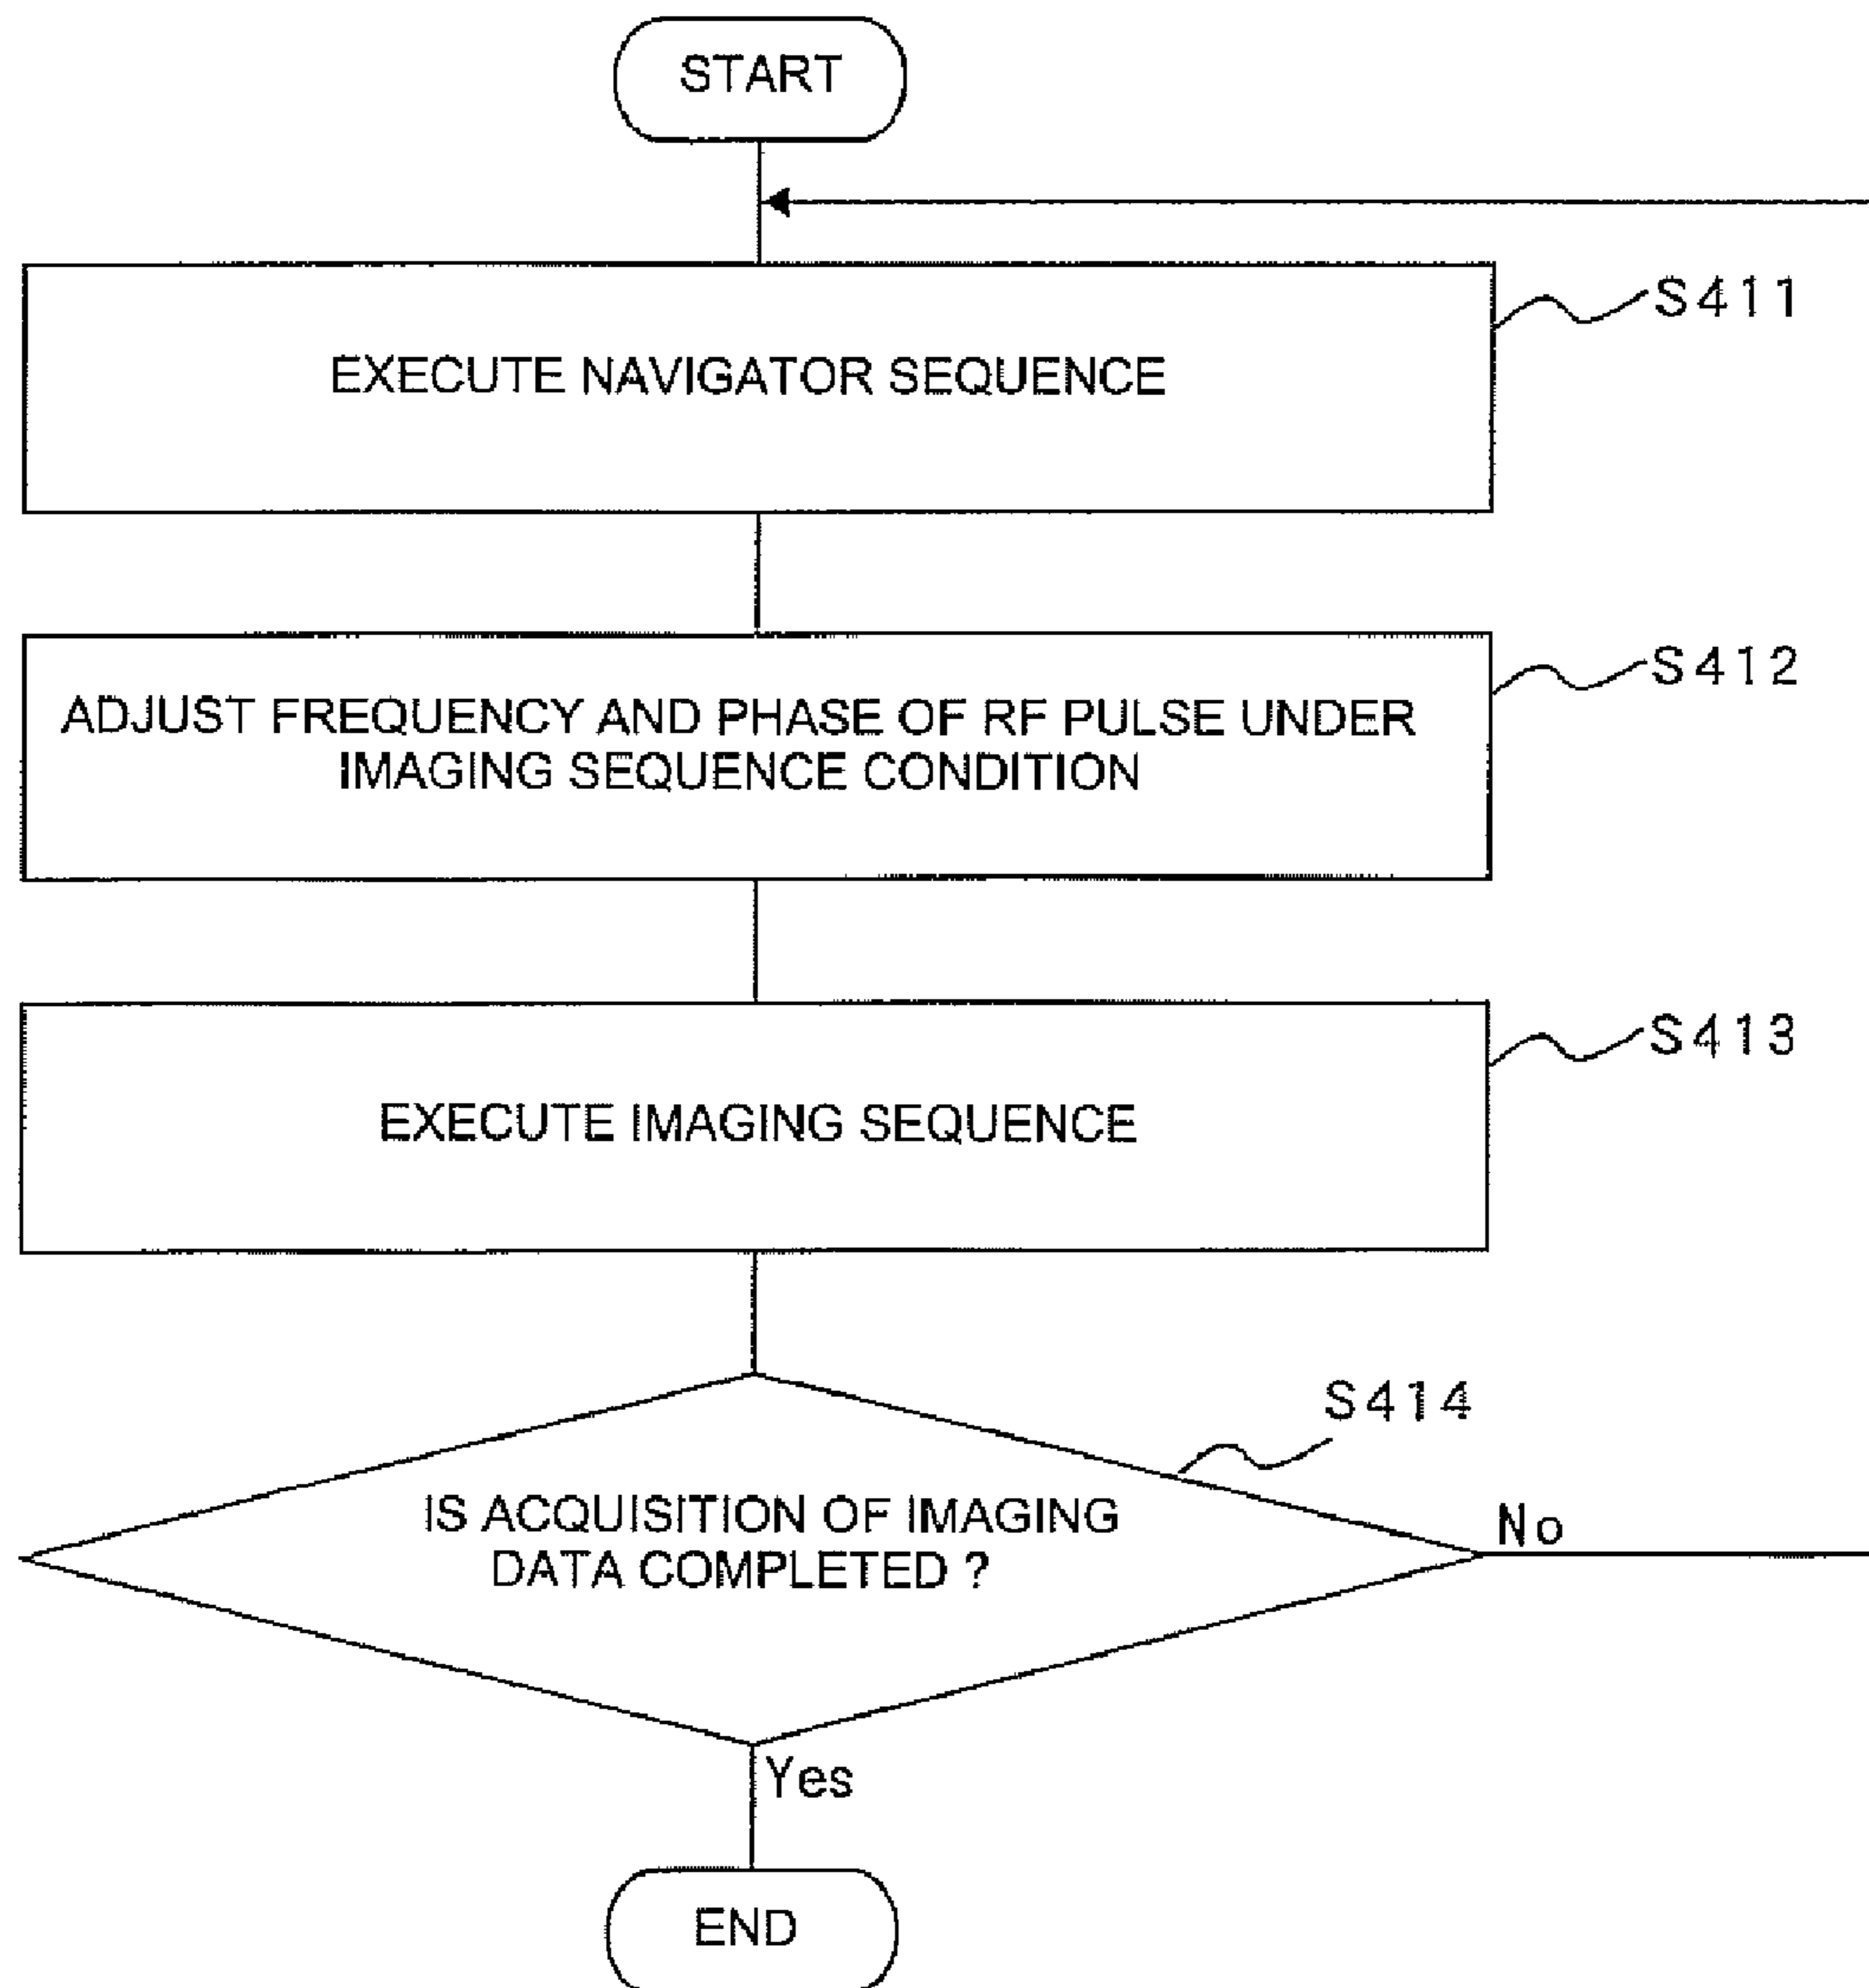 START
S411
EXECUTE NAVIGATOR SEQUENCE
S412
ADJUST FREQUENCY AND PHASE OF RF PULSE UNDER
IMAGING SEQUENCE CONDITION
S413
EXECUTE IMAGING SEQUENCE
S414
IS ACQUISITION OF IMAGING
DATA COMPLETED ?
No
Yes
END